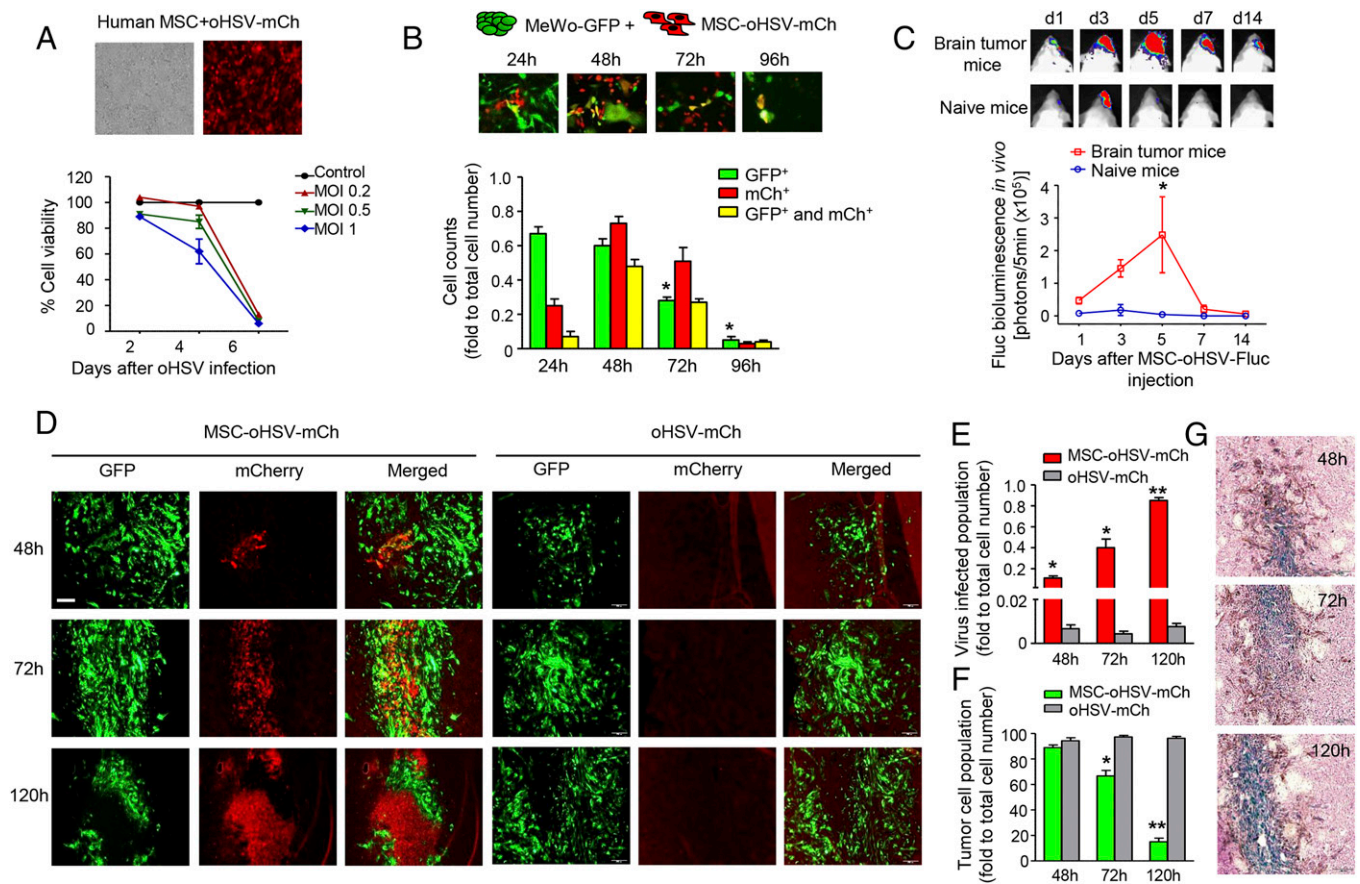 A
Human MSC+oHSV-mCh
% Cell viability
120
100
80
60
40
20
0
2 4 6
Days after oHSV infection
Control
MOI 0.2
MOI 0.5
MOI 1
B
MeWo-GFP + MSC-oHSV-mCh
24h 48h 72h 96h
Cell counts
(fold to total cell number)
GFP⁺
mCh⁺
GFP⁺ and mCh⁺
1.0
0.8
0.6
0.4
0.2
0
* *
24h 48h 72h 96h
C
d1 d3 d5 d7 d14
Brain tumor
mice
Naive mice
Brain tumor mice
Naive mice
Fluc bioluminescence in vivo
[photons/5min (x10⁵)]
4
3
2
1
0
*
1 3 5 7 14
Days after MSC-oHSV-Fluc
injection
D
MSC-oHSV-mCh oHSV-mCh
GFP mCherry Merged GFP mCherry Merged
48h
72h
120h
E
MSC-oHSV-mCh
oHSV-mCh
Virus infected population
(fold to total cell number)
1.0
0.8
0.6
0.4
0.2
0.02
0
* * **
48h 72h 120h
F
MSC-oHSV-mCh
oHSV-mCh
Tumor cell population
(fold to total cell number)
100
80
60
40
20
0
* **
48h 72h 120h
G
48h
72h
120h